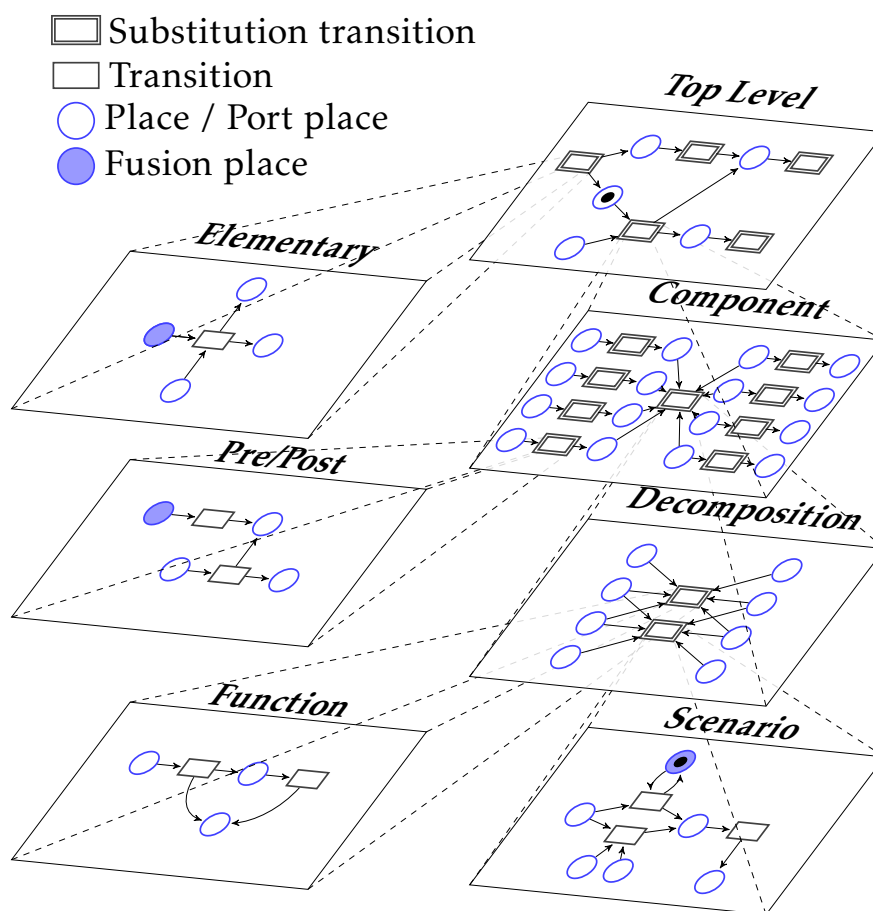 Substitution transition
Transition
Place / Port place
Fusion place
Top Level
Elementary
Component
Pre/Post
Decomposition
Function
Scenario